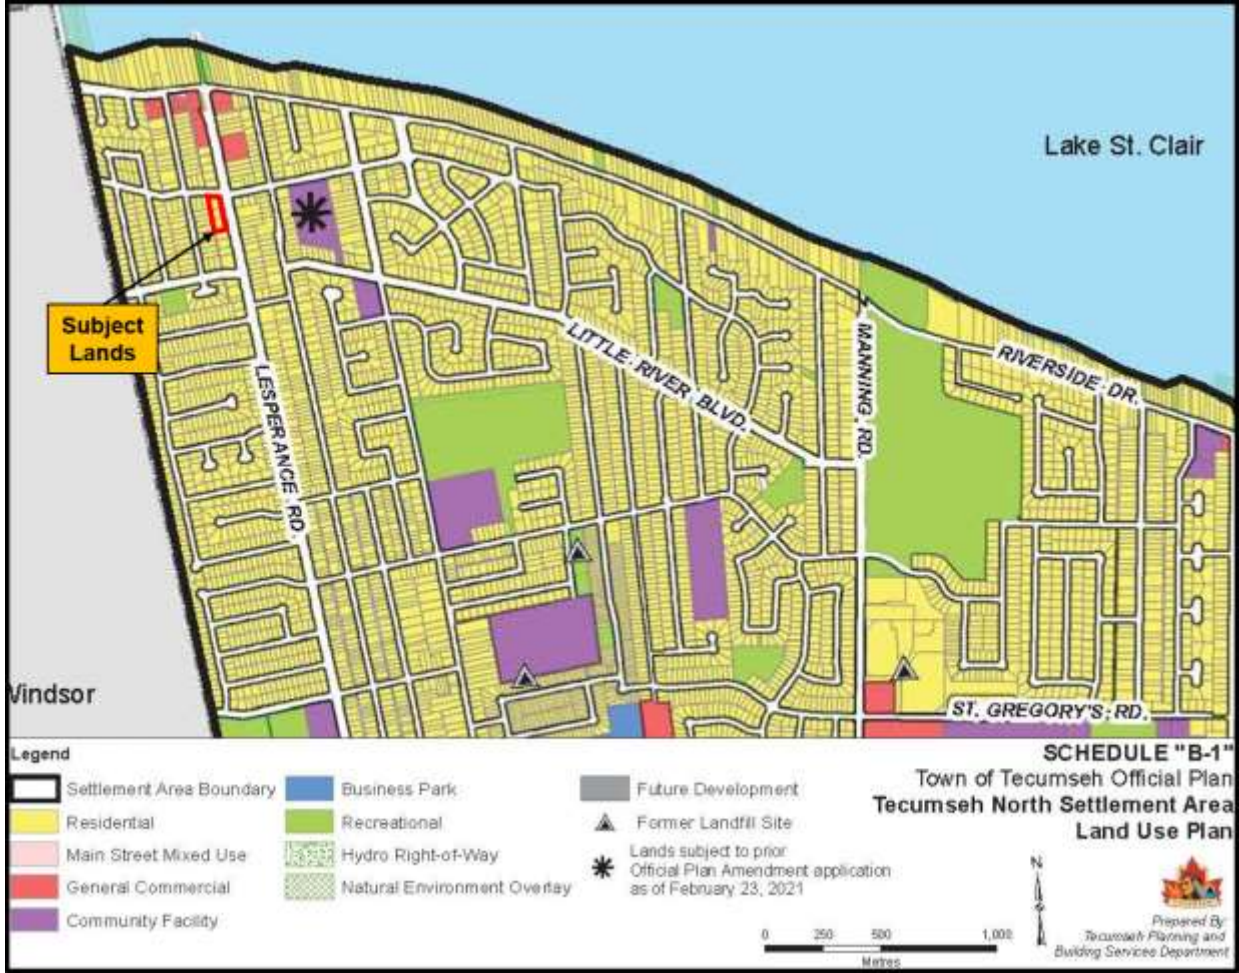 Lake St. Clair
Subject
Lands
LESPERANCE RD.
LITTLE RIVER BLVD.
MANNING RD.
RIVERSIDE DR.
ST. GREGORY'S RD.
Windsor
Legend
Settlement Area Boundary
Residential
Main Street Mixed Use
General Commercial
Community Facility
Business Park
Recreational
Hydro Right-of-Way
Natural Environment Overlay
Future Development
Former Landfill Site
Lands subject to prior
Official Plan Amendment application
as of February 23, 2021
SCHEDULE "B-1"
Town of Tecumseh Official Plan
Tecumseh North Settlement Area
Land Use Plan
N
0 250 500 1,000
Metres
Prepared By:
Tecumseh Planning and
Building Services Department